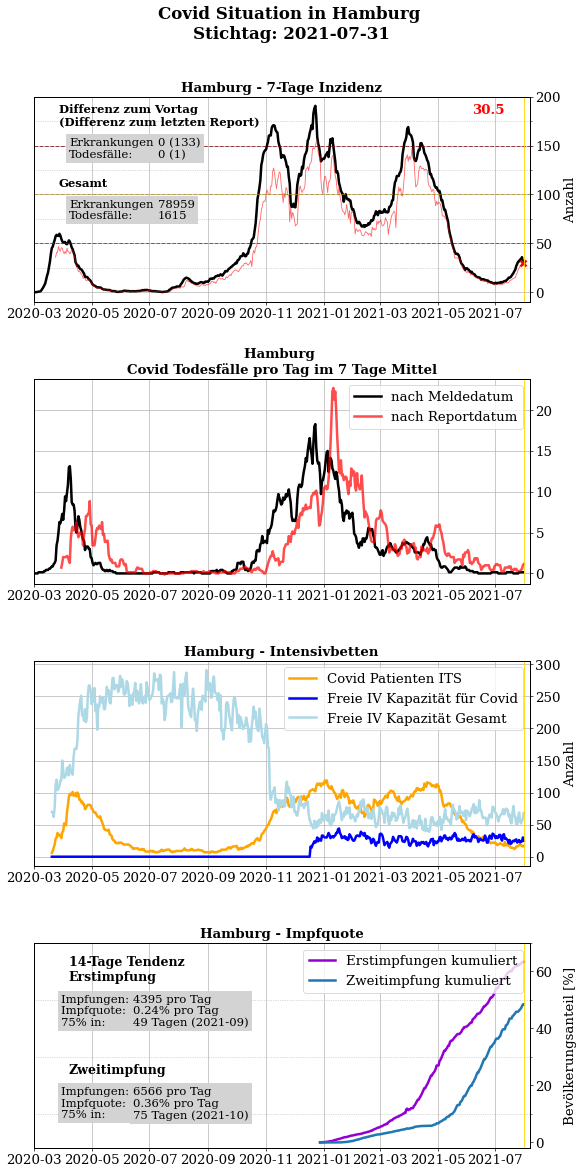 Covid Situation in Hamburg
Stichtag: 2021-07-31
Hamburg - 7-Tage Inzidenz
Differenz zum Vortag
(Differenz zum letzten Report)
Erkrankungen 0 (133)
Todesfälle: 0 (1)
Gesamt
Erkrankungen 78959
Todesfälle: 1615
30.5
200
150
100
50
0
Anzahl
2020-03 2020-05 2020-07 2020-09 2020-11 2021-01 2021-03 2021-05 2021-07
Hamburg
Covid Todesfälle pro Tag im 7 Tage Mittel
nach Meldedatum
nach Reportdatum
20
15
10
5
0
2020-03 2020-05 2020-07 2020-09 2020-11 2021-01 2021-03 2021-05 2021-07
Hamburg - Intensivbetten
Covid Patienten ITS
Freie IV Kapazität für Covid
Freie IV Kapazität Gesamt
300
250
200
150
100
50
0
Anzahl
2020-03 2020-05 2020-07 2020-09 2020-11 2021-01 2021-03 2021-05 2021-07
Hamburg - Impfquote
14-Tage Tendenz
Erstimpfung
Impfungen: 4395 pro Tag
Impfquote: 0.24% pro Tag
75% in: 49 Tagen (2021-09)
Zweitimpfung
Impfungen: 6566 pro Tag
Impfquote: 0.36% pro Tag
75% in: 75 Tagen (2021-10)
Erstimpfungen kumuliert
Zweitimpfung kumuliert
60
40
20
0
Bevölkerungsanteil [%]
2020-03 2020-05 2020-07 2020-09 2020-11 2021-01 2021-03 2021-05 2021-07